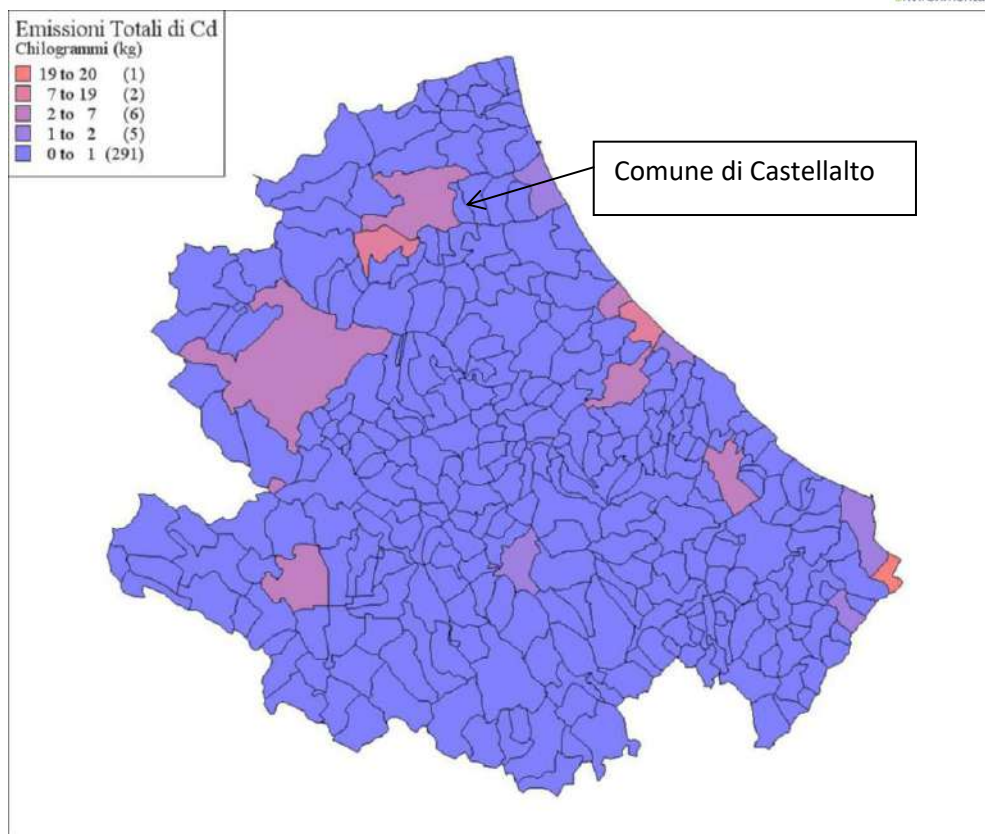 Emissioni Totali di Cd
Chilogrammi (kg)
19 to 20 (1)
7 to 19 (2)
2 to 7 (6)
1 to 2 (5)
0 to 1 (291)
Comune di Castellalto